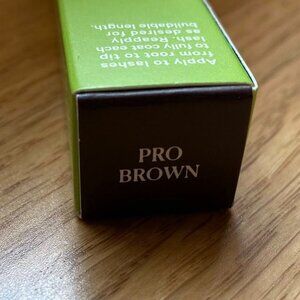 Apply to lashes
from root to tip
to fully coat each
lash. Reapply
as desired for
buildable length.
PRO
BROWN